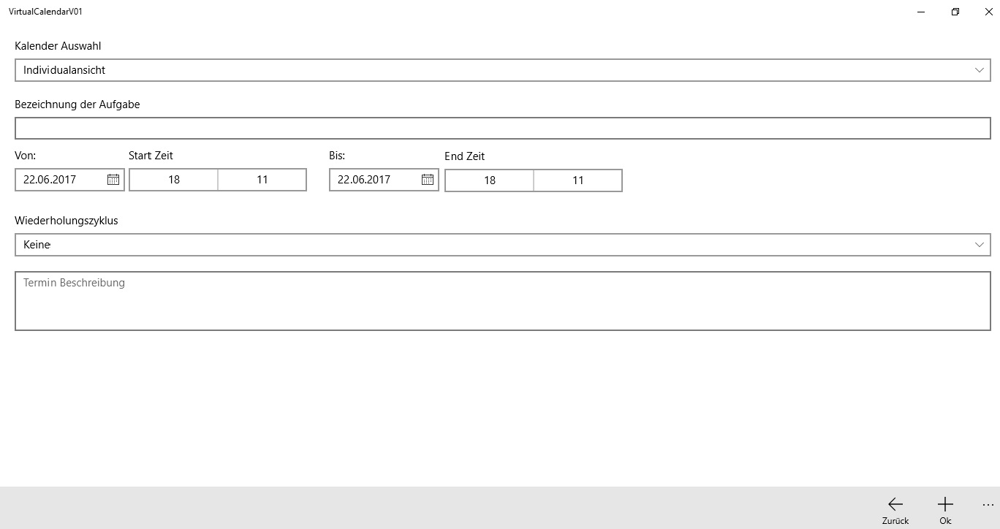 VirtualCalendarV01
Kalender Auswahl
Individualansicht
Bezeichnung der Aufgabe
Von: Start Zeit Bis: End Zeit
22.06.2017 18 11 22.06.2017 18 11
Wiederholungszyklus
Keine
Termin Beschreibung
Zurück Ok